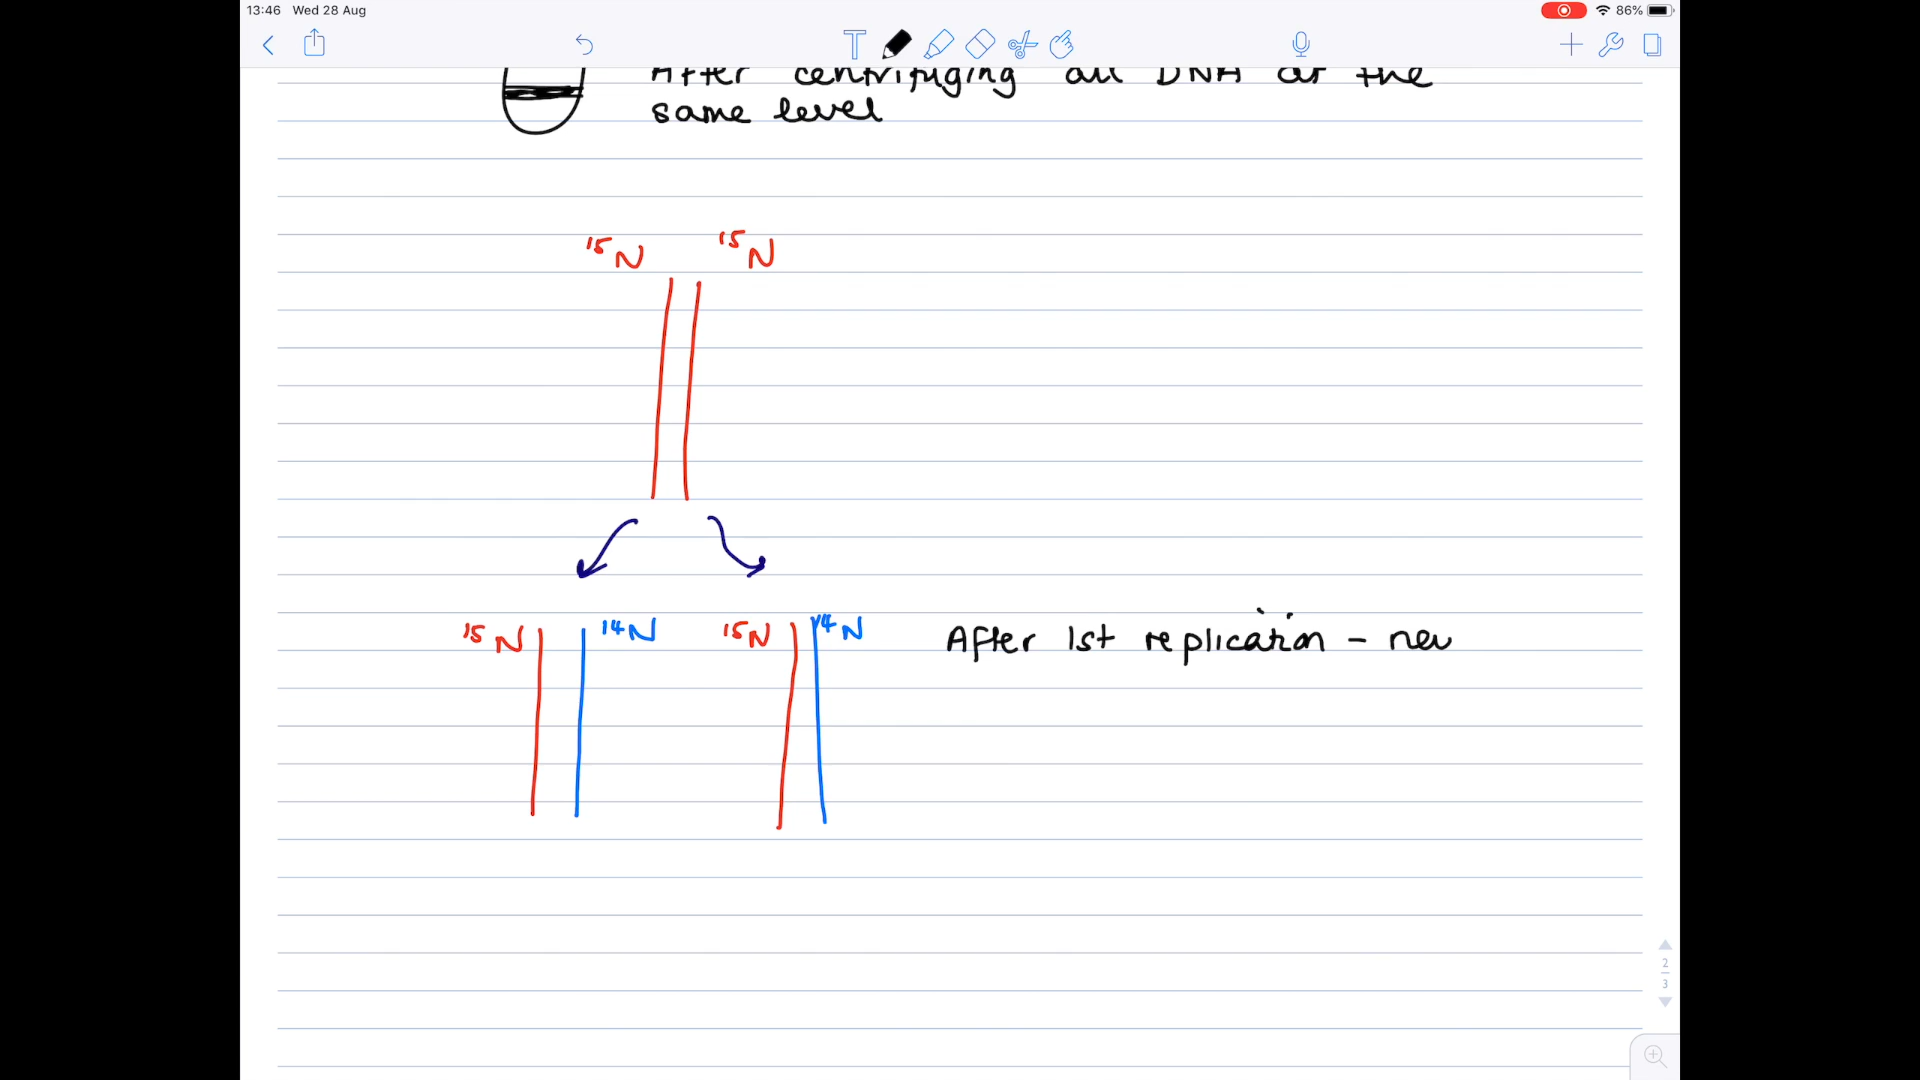 13:46 Wed 28 Aug 86%
T
After centrifuging all DNA at the
same level
15N 15N
15N 14N 15N 14N After 1st replication – new
2
3